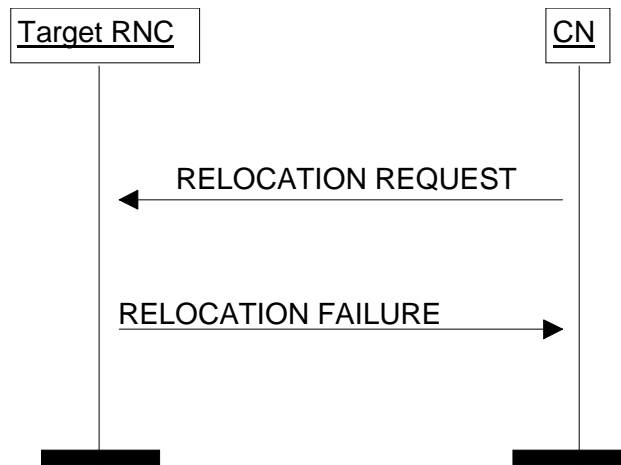 Target RNC
CN
RELOCATION REQUEST
RELOCATION FAILURE